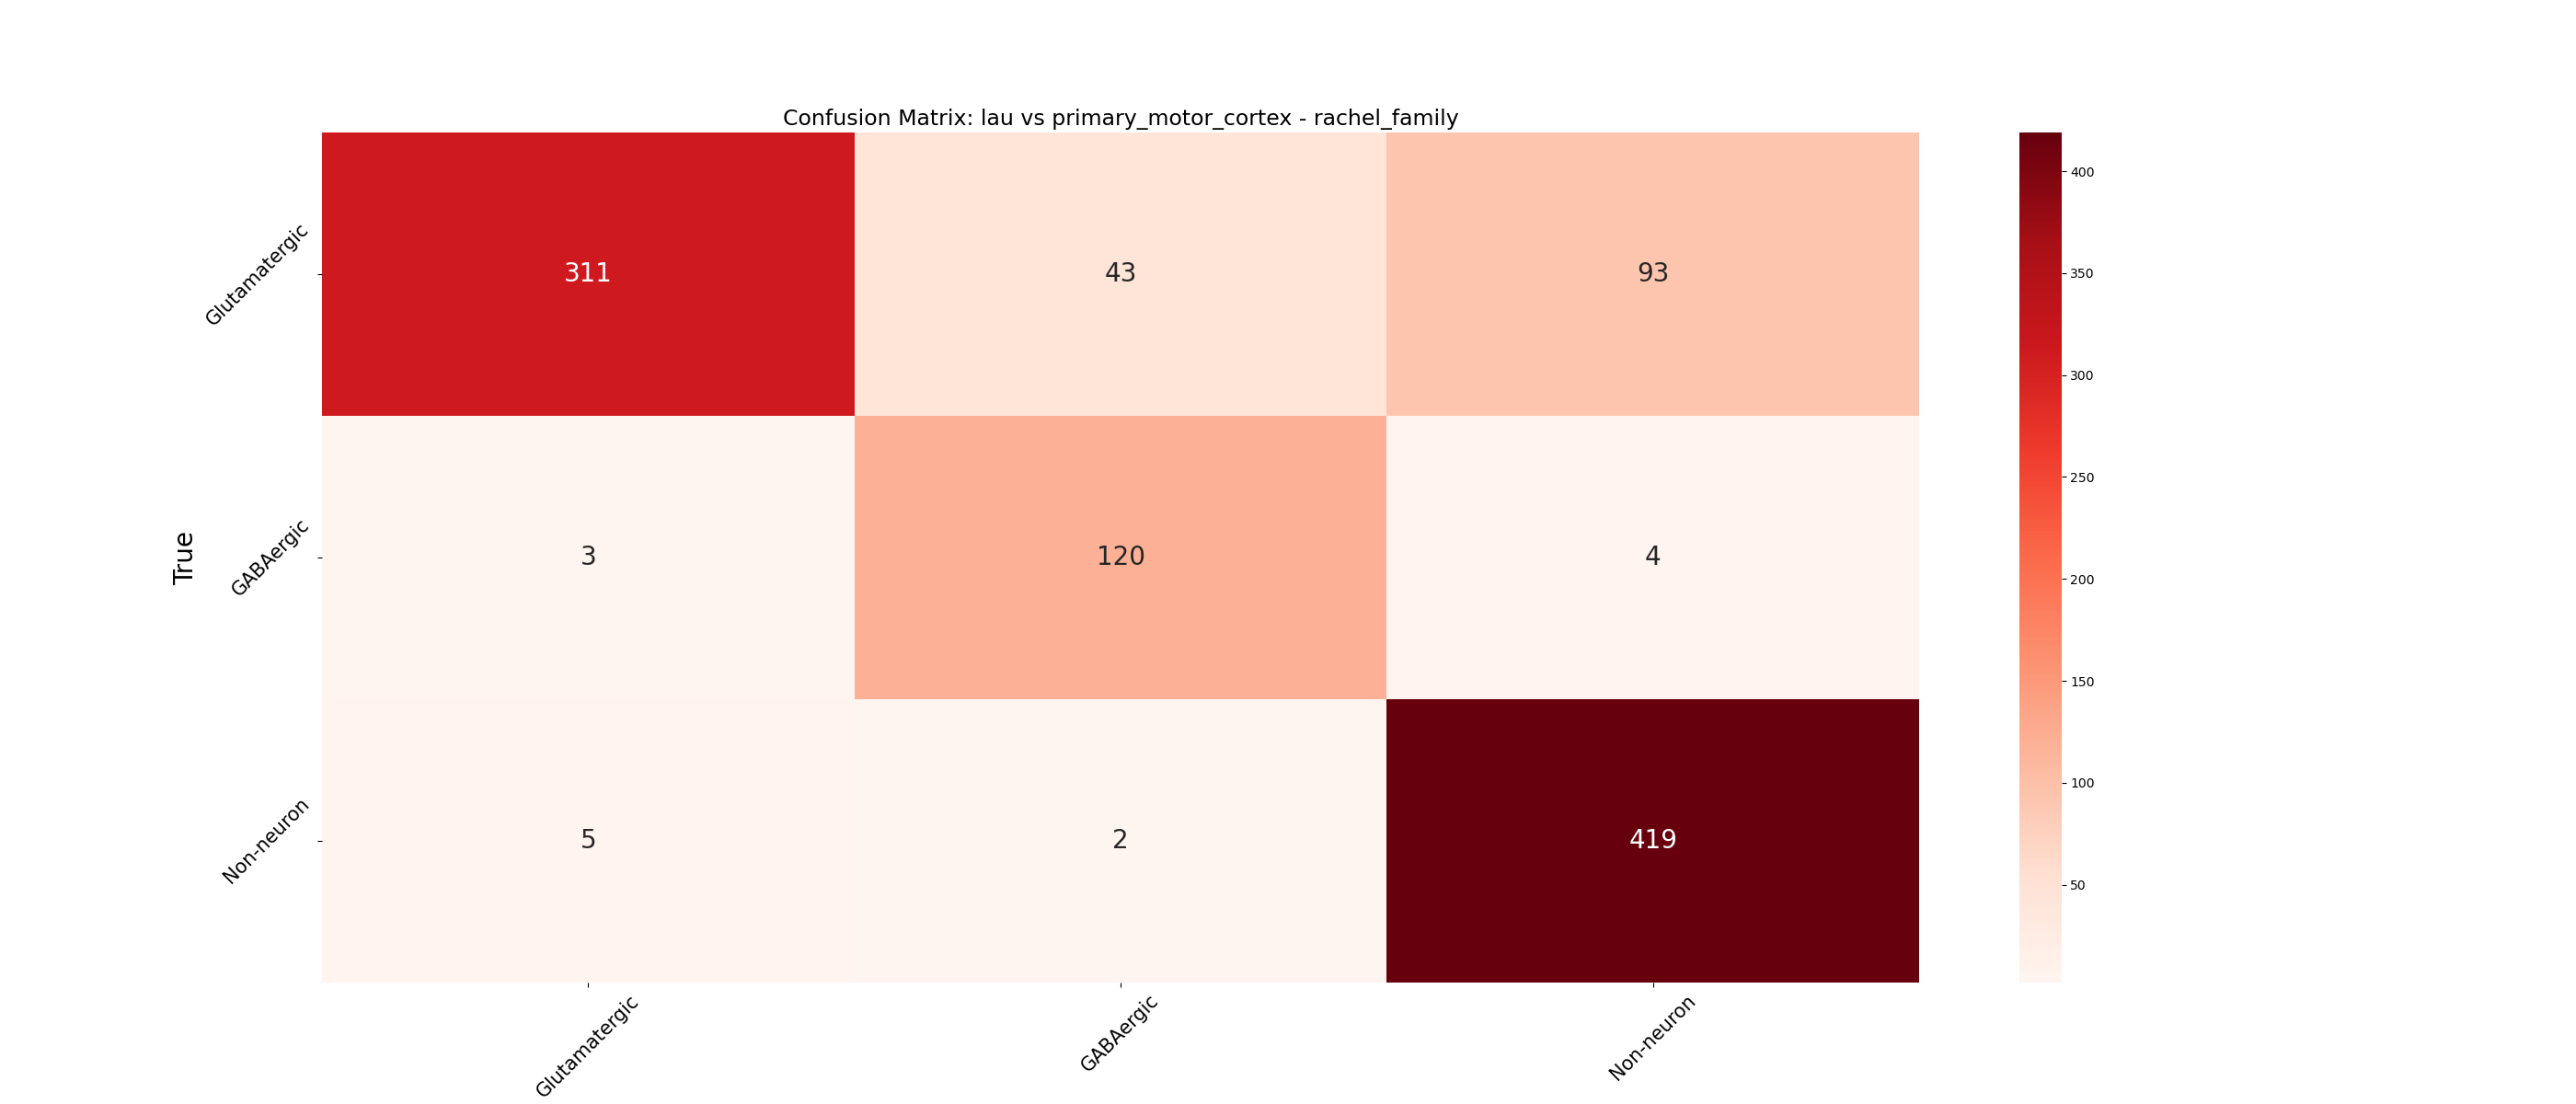 Confusion Matrix: lau vs primary_motor_cortex - rachel_family
True
Glutamatergic
311
43
93
GABAergic
3
120
4
Non-neuron
5
2
419
Glutamatergic
GABAergic
Non-neuron
400
350
300
250
200
150
100
50